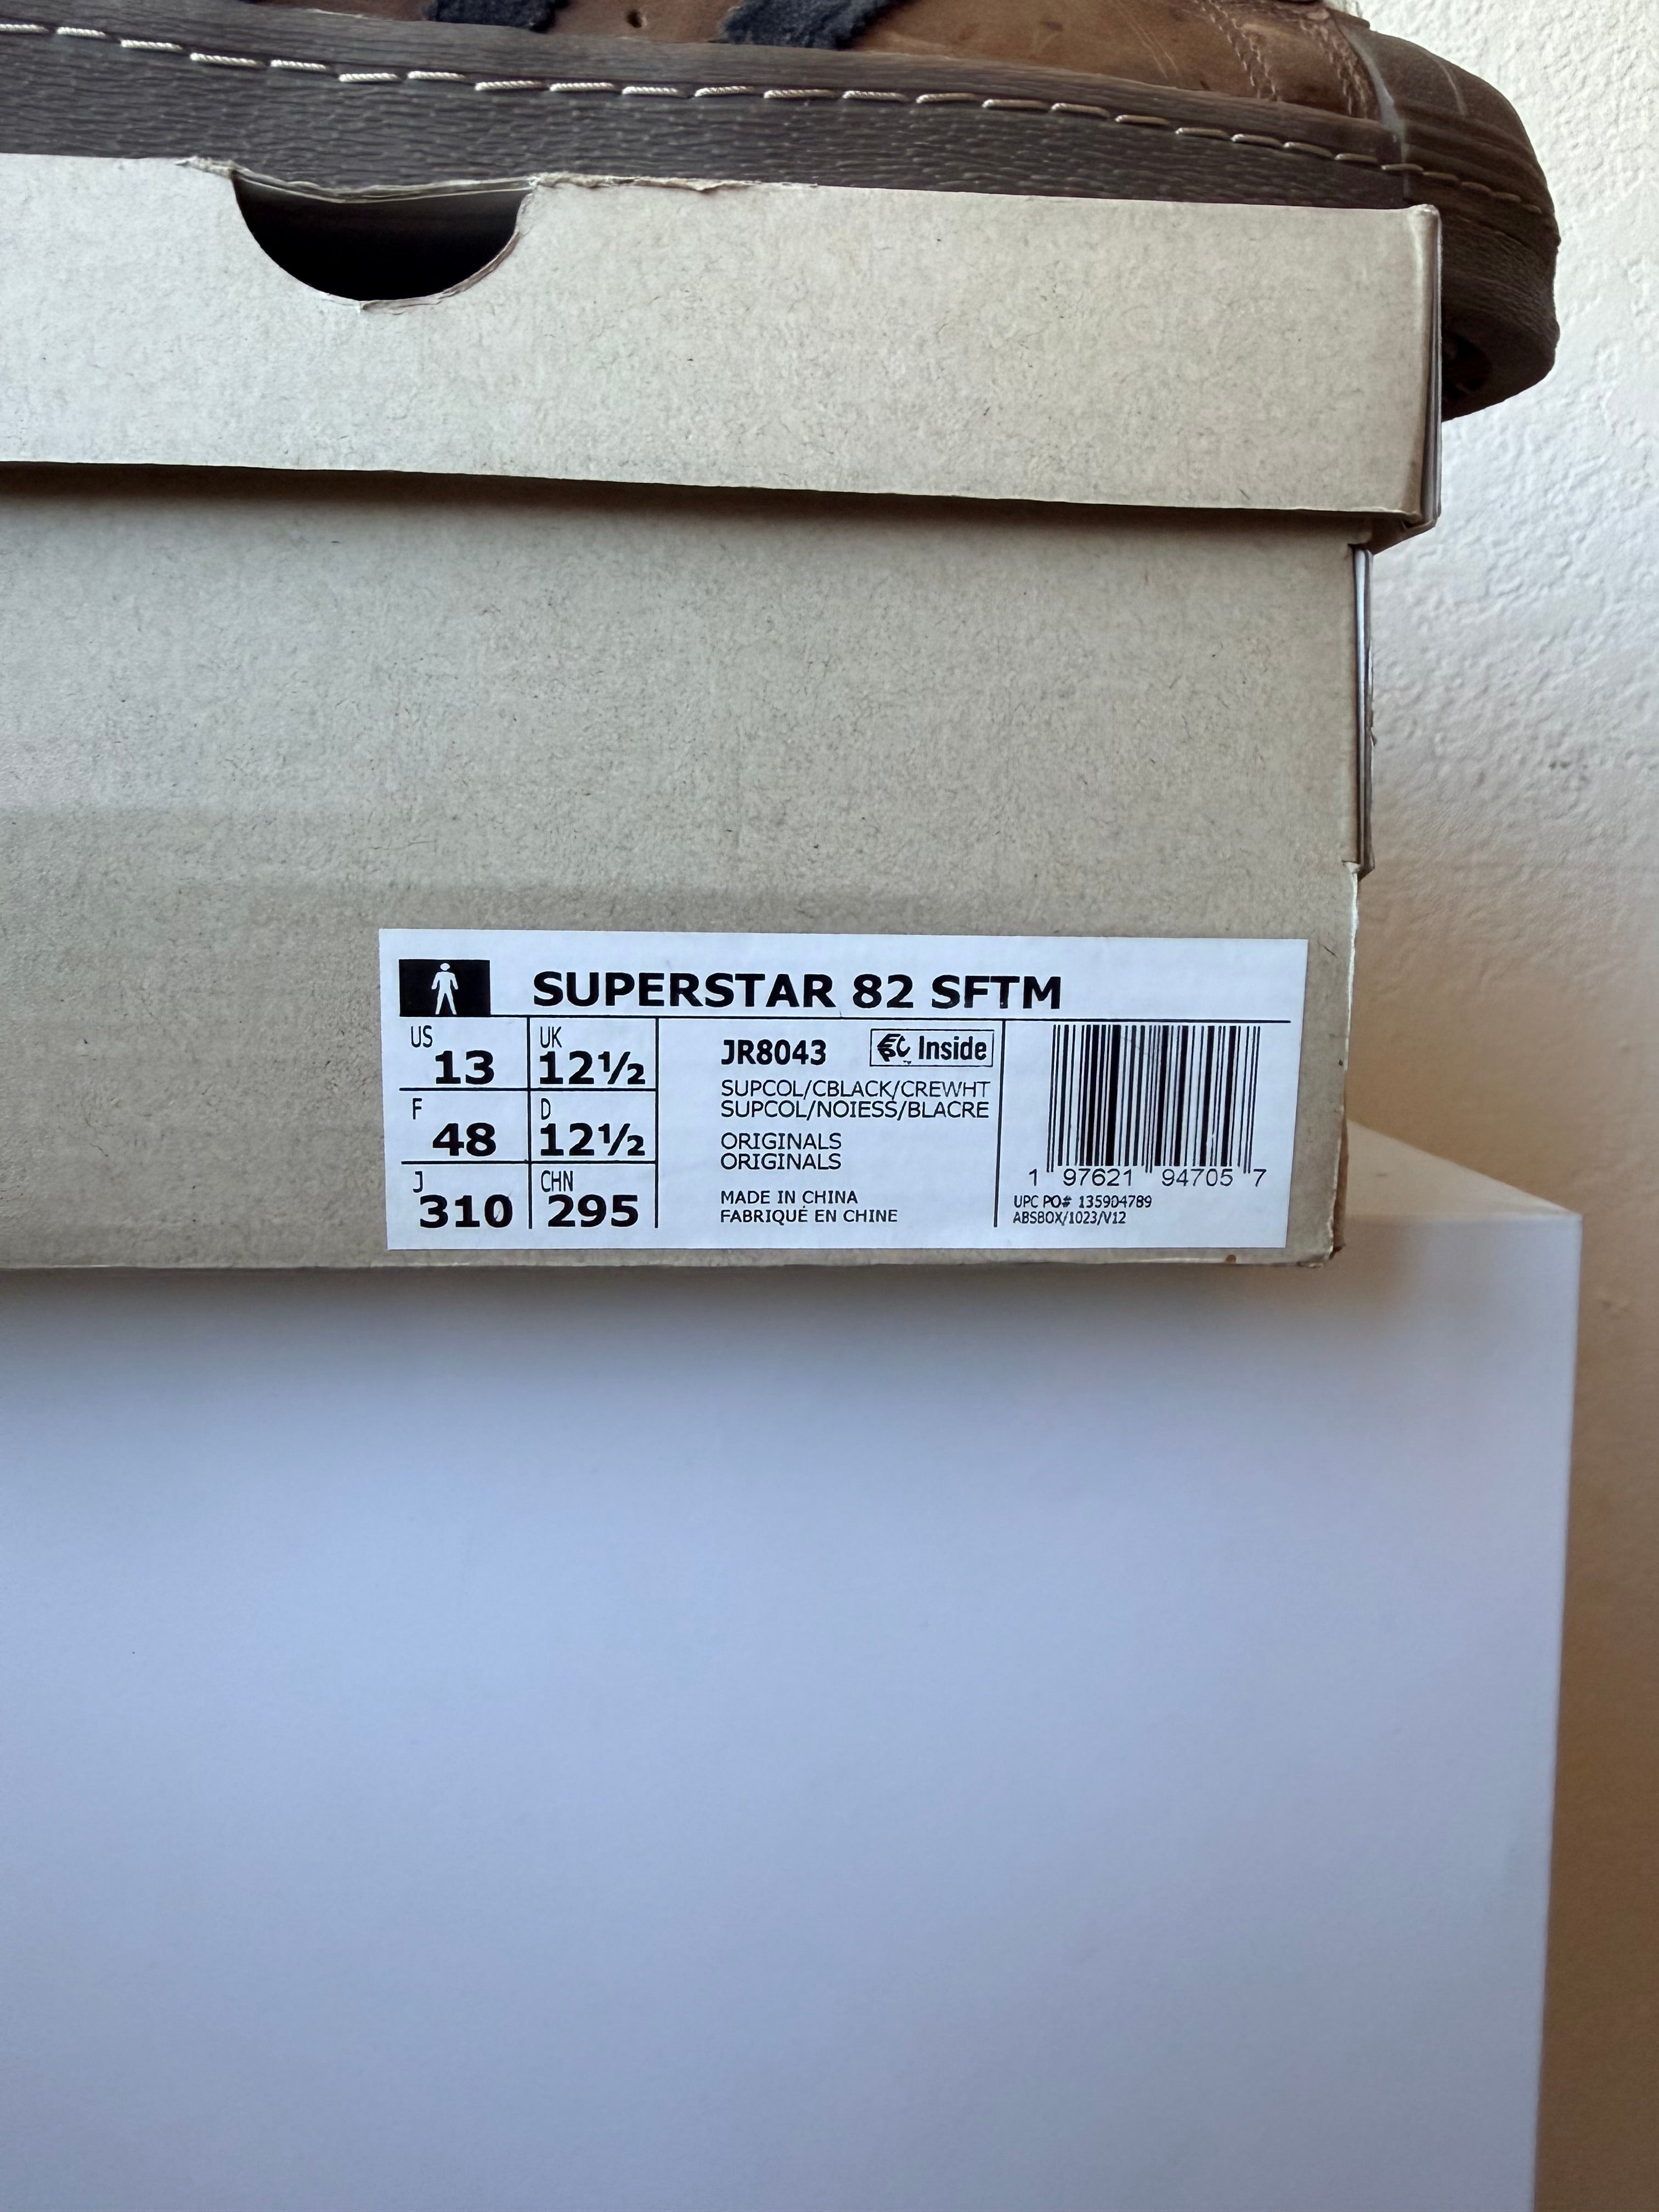 SUPERSTAR 82 SFTM
US 13 UK 12½
F 48 D 12½
J 310 CHN 295
JR8043 Inside
SUPCOL/CBLACK/CREWHT
SUPCOL/NOIESS/BLACRE
ORIGINALS
ORIGINALS
MADE IN CHINA
FABRIQUÉ EN CHINE
1 97621 94705 7
UPC PO# 135904789
ABSBOX/1023/V12